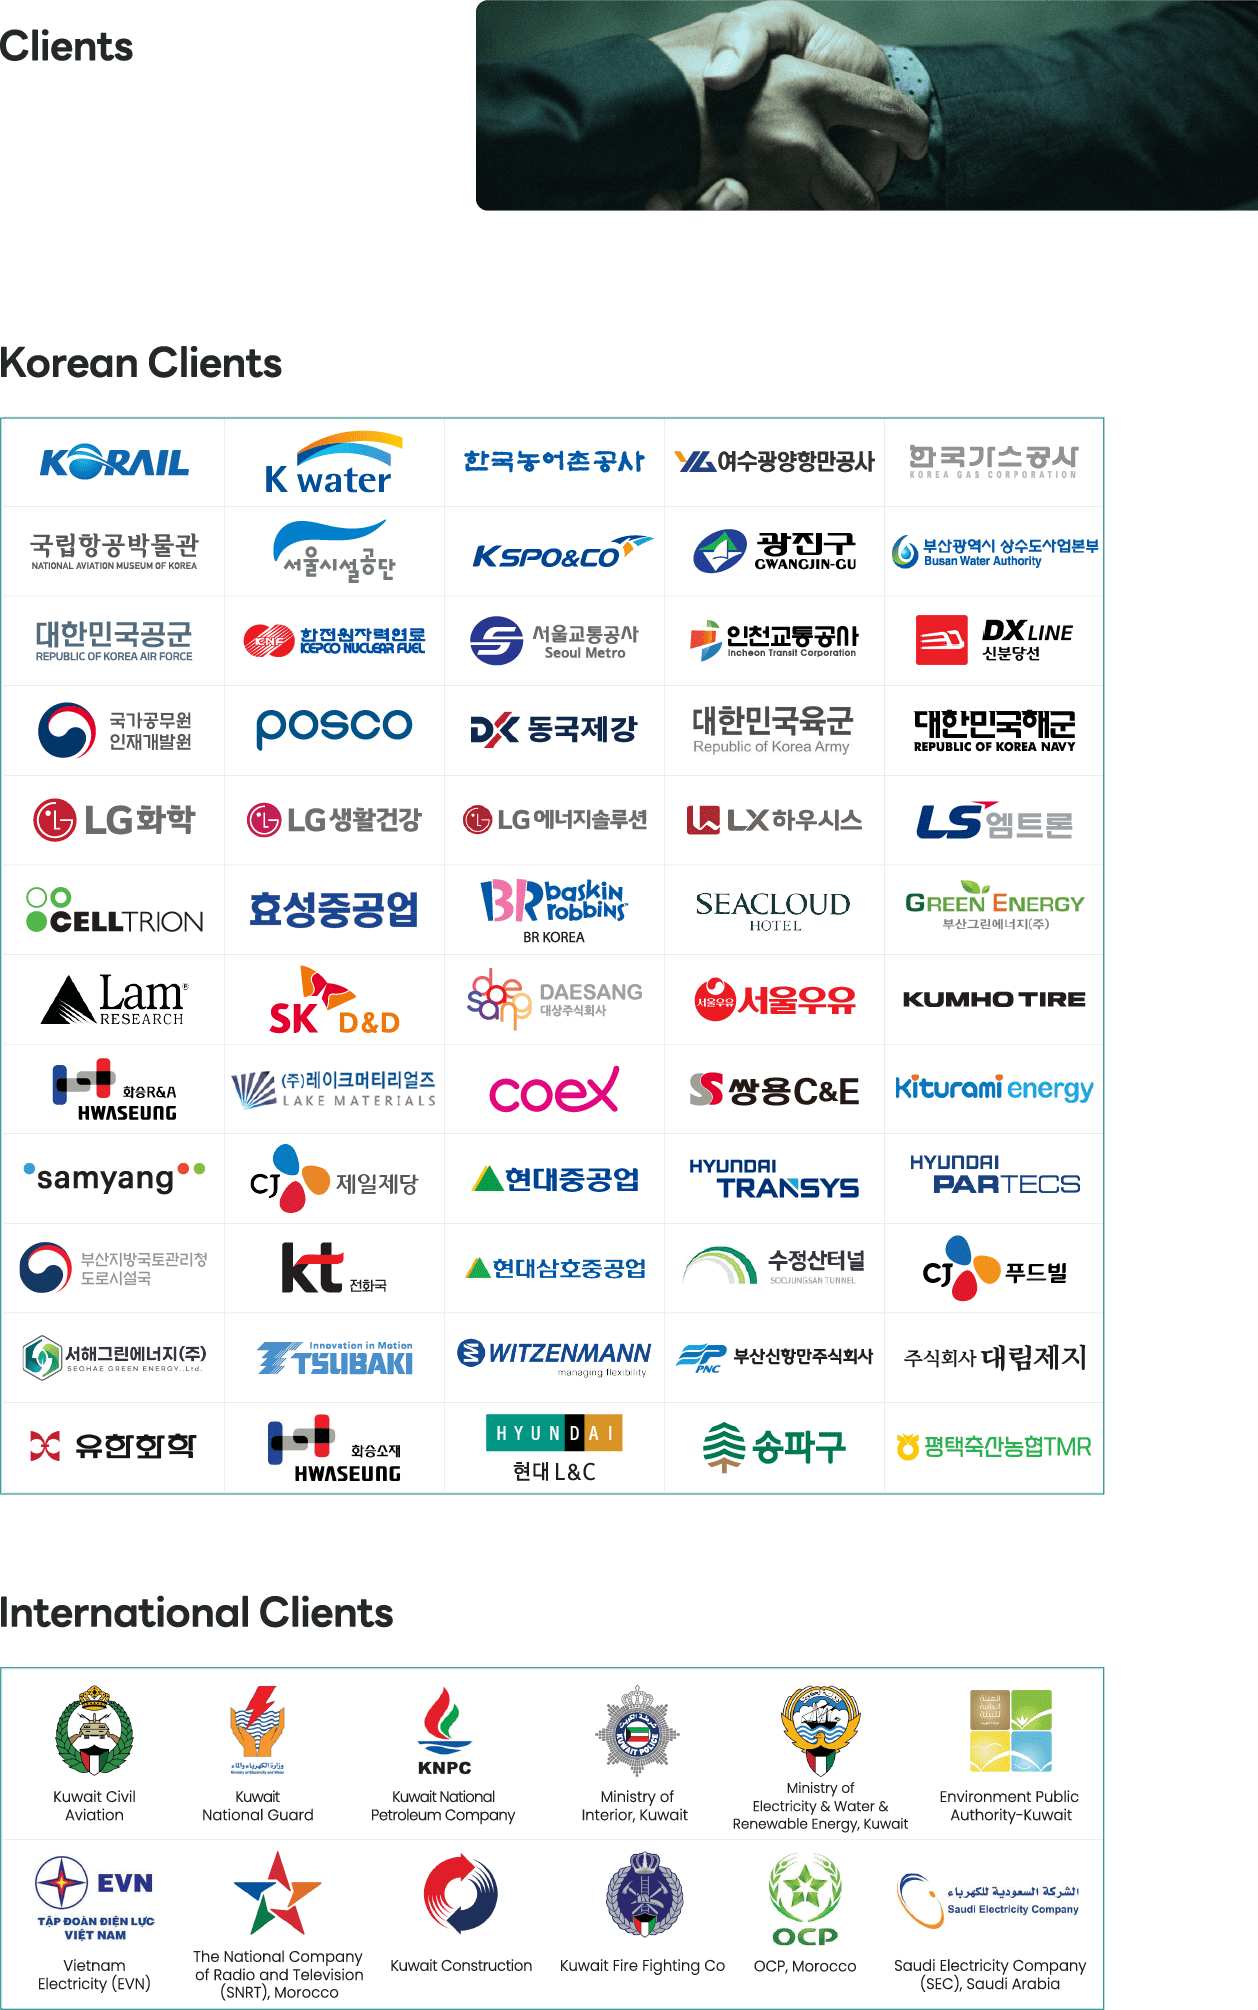 Clients
Korean Clients
KORAIL
K water
한국농어촌공사
여수광양항만공사
한국가스공사
KOREA GAS CORPORATION
국립항공박물관
NATIONAL AVIATION MUSEUM OF KOREA
서울시설공단
KSPO&CO
광진구
GWANGJIN-GU
부산광역시 상수도사업본부
Busan Water Authority
대한민국공군
REPUBLIC OF KOREA AIR FORCE
KNF
한전원자력연료
KEPCO NUCLEAR FUEL
서울교통공사
Seoul Metro
인천교통공사
Incheon Transit Corporation
DX LINE
신분당선
국가공무원
인재개발원
posco
DK 동국제강
대한민국육군
Republic of Korea Army
대한민국해군
REPUBLIC OF KOREA NAVY
LG화학
LG생활건강
LG에너지솔루션
LX하우시스
LS엠트론
CELLTRION
효성중공업
BR baskin robbins
BR KOREA
SEACLOUD
HOTEL
GREEN ENERGY
부산그린에너지(주)
Lam®
RESEARCH
SK D&D
daesang
DAESANG
대상주식회사
서울우유 서울우유
KUMHO TIRE
화승R&A
HWASEUNG
(주)레이크머티리얼즈
LAKE MATERIALS
coex
쌍용C&E
Kiturami energy
samyang
CJ 제일제당
현대중공업
HYUNDAI
TRANSYS
HYUNDAI
PARTECS
부산지방국토관리청
도로시설국
kt 전화국
현대삼호중공업
수정산터널
SOOJUNGSAN TUNNEL
CJ 푸드빌
서해그린에너지(주)
SEOHAE GREEN ENERGY.,Ltd.
Innovation in Motion
TSUBAKI
WITZENMANN
managing flexibility
PNC 부산신항만주식회사
주식회사 대림제지
유한화학
화승소재
HWASEUNG
HYUNDAI
현대 L&C
송파구
평택축산농협TMR
International Clients
وزارة الكهرباء والماء
Ministry of Electricity and Water
KNPC
شرطة الكويت
KUWAIT POLICE
الهيئة
العامة
للبيئة
Kuwait Civil
Aviation
Kuwait
National Guard
Kuwait National
Petroleum Company
Ministry of
Interior, Kuwait
Ministry of
Electricity & Water &
Renewable Energy, Kuwait
Environment Public
Authority-Kuwait
EVN
TẬP ĐOÀN ĐIỆN LỰC
VIỆT NAM
OCP
الشركة السعودية للكهرباء
Saudi Electricity Company
Vietnam
Electricity (EVN)
The National Company
of Radio and Television
(SNRT), Morocco
Kuwait Construction
Kuwait Fire Fighting Co
OCP, Morocco
Saudi Electricity Company
(SEC), Saudi Arabia